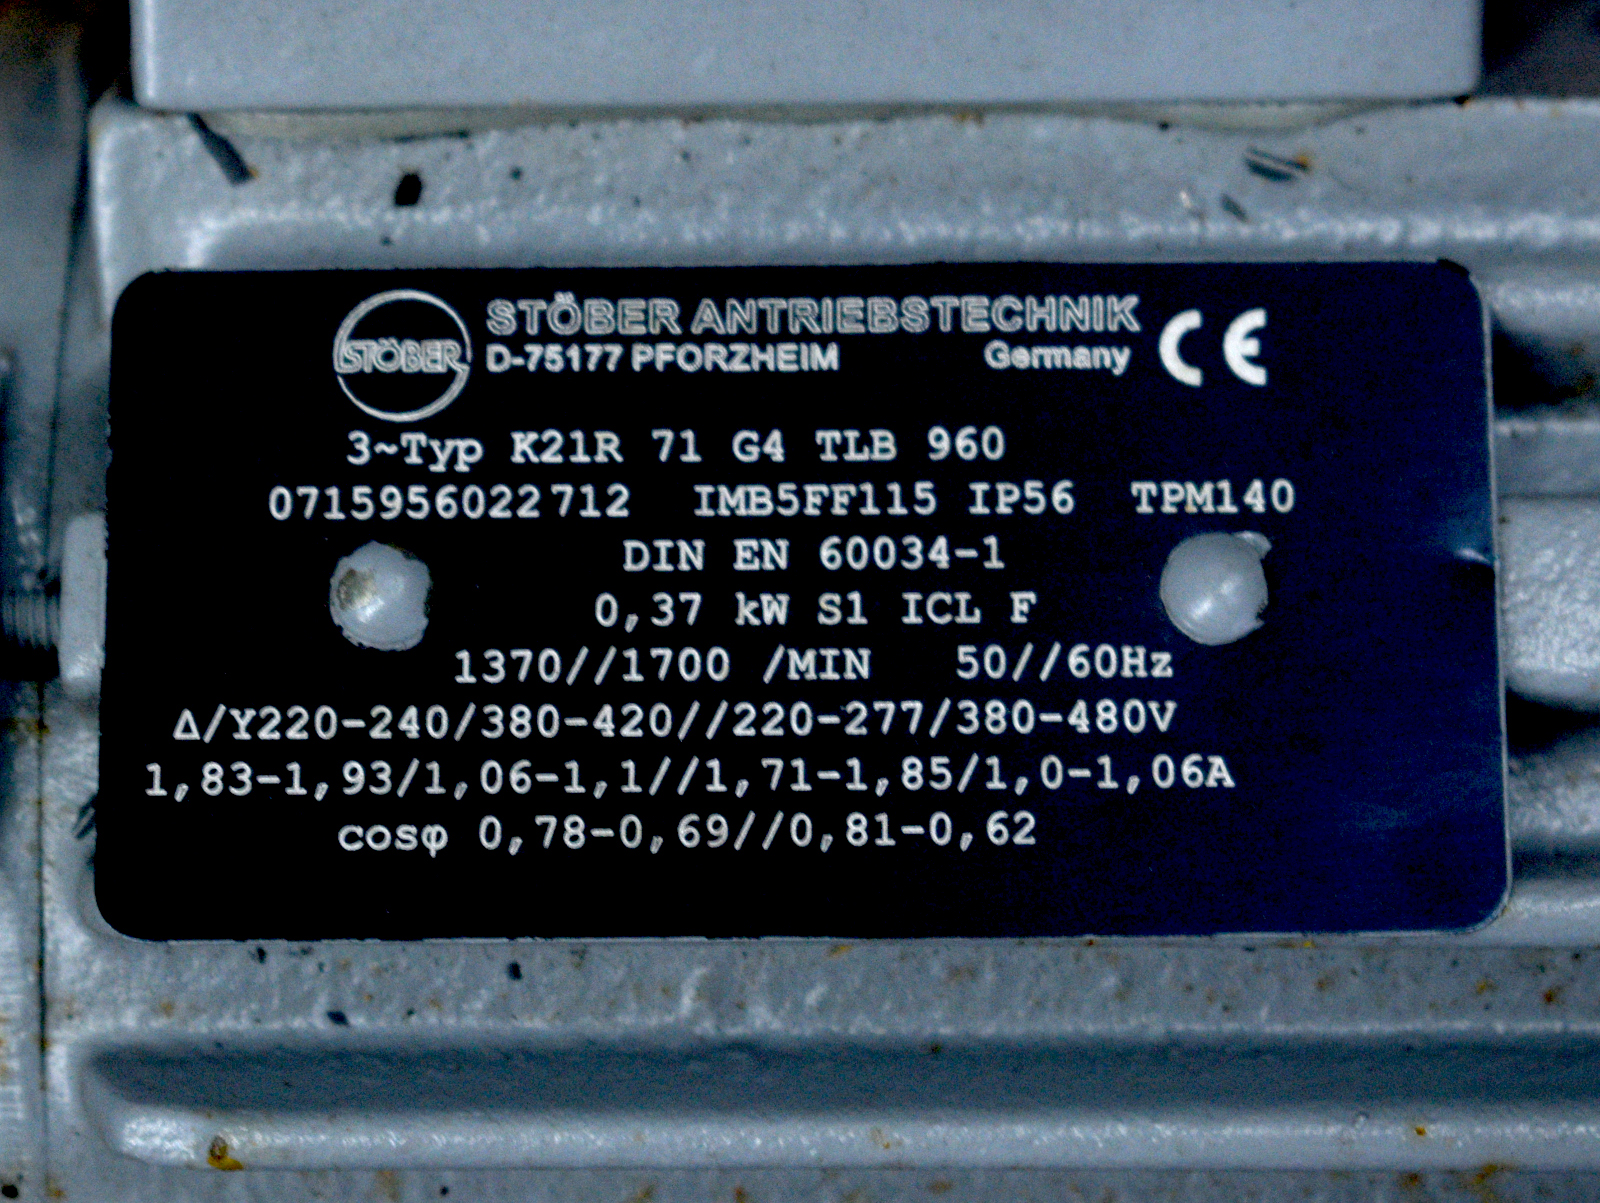 STÖBER
STÖBER ANTRIEBSTECHNIK
D-75177 PFORZHEIM Germany CE
3~Typ K21R 71 G4 TLB 960
0715956022712 IMB5FF115 IP56 TPM140
DIN EN 60034-1
0,37 kW S1 ICL F
1370//1700 /MIN 50//60Hz
Δ/Y220-240/380-420//220-277/380-480V
1,83-1,93/1,06-1,1//1,71-1,85/1,0-1,06A
cosφ 0,78-0,69//0,81-0,62